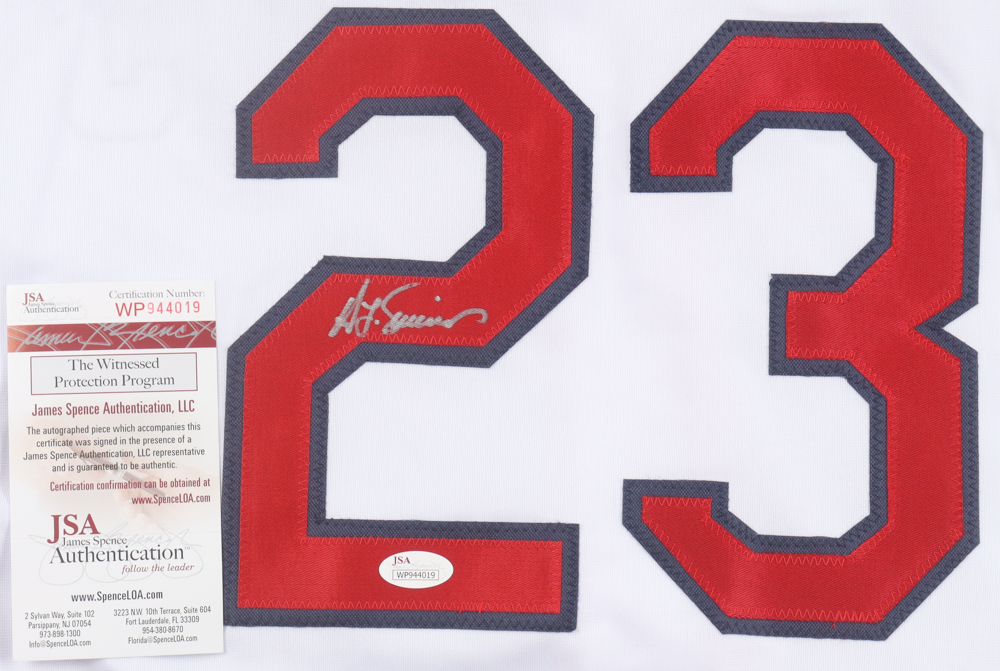 23
JSA
James Spence
Authentication
Certification Number:
WP944019
The Witnessed
Protection Program
James Spence Authentication, LLC
The autographed piece which accompanies this
certificate was signed in the presence of a
James Spence Authentication, LLC representative
and is guaranteed to be authentic.
Certification confirmation can be obtained at
www.SpenceLOA.com
JSA
James Spence
Authentication™
follow the leader
www.SpenceLOA.com
2 Sylvan Way, Suite 102
Parsippany, NJ 07054
973-898-1300
Info@SpenceLOA.com
3223 N.W. 10th Terrace, Suite 604
Fort Lauderdale, FL 33309
954-380-8670
Florida@SpenceLOA.com
JSA
WP944019